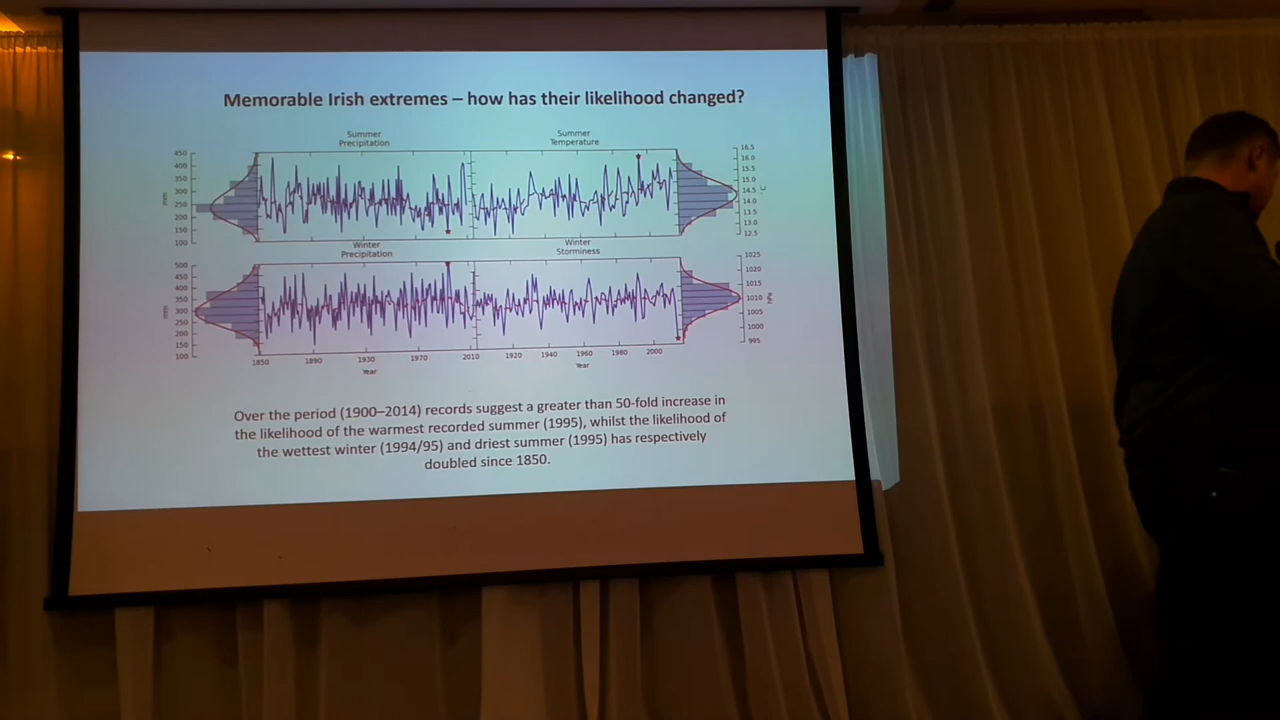 Memorable Irish extremes – how has their likelihood changed?
Summer
Precipitation
Summer
Temperature
450
400
350
300
250
200
150
100
mm
16.5
16.0
15.5
15.0
14.5
14.0
13.5
13.0
12.5
°C
Winter
Precipitation
Winter
Storminess
500
450
400
350
300
250
200
150
100
mm
1025
1020
1015
1010
1005
1000
995
hPa
1850 1890 1930 1970 2010 1920 1940 1960 1980 2000
Year Year
Over the period (1900–2014) records suggest a greater than 50-fold increase in
the likelihood of the warmest recorded summer (1995), whilst the likelihood of
the wettest winter (1994/95) and driest summer (1995) has respectively
doubled since 1850.